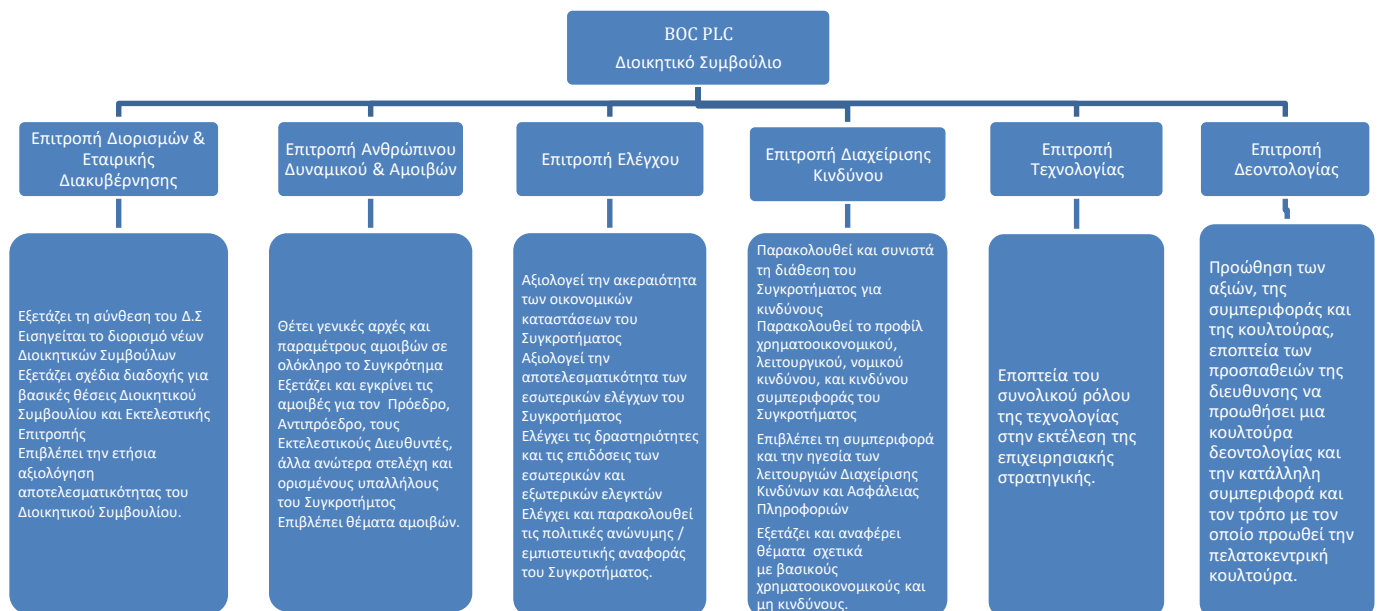 BOC PLC
Διοικητικό Συμβούλιο
Επιτροπή Διορισμών &
Εταιρικής
Διακυβέρνησης
Επιτροπή Ανθρώπινου
Δυναμικού & Αμοιβών
Επιτροπή Ελέγχου
Επιτροπή Διαχείρισης
Κινδύνου
Επιτροπή
Τεχνολογίας
Επιτροπή
Δεοντολογίας
Εξετάζει τη σύνθεση του Δ.Σ
Εισηγείται το διορισμό νέων
Διοικητικών Συμβούλων
Εξετάζει σχέδια διαδοχής για
βασικές θέσεις Διοικητικού
Συμβουλίου και Εκτελεστικής
Επιτροπής
Επιβλέπει την ετήσια
αξιολόγηση
αποτελεσματικότητας του
Διοικητικού Συμβουλίου.
Θέτει γενικές αρχές και
παραμέτρους αμοιβών σε
ολόκληρο το Συγκρότημα
Εξετάζει και εγκρίνει τις
αμοιβές για τον Πρόεδρο,
Αντιπρόεδρο, τους
Εκτελεστικούς Διευθυντές,
άλλα ανώτερα στελέχη και
ορισμένους υπαλλήλους
του Συγκροτήμτος
Επιβλέπει θέματα αμοιβών.
Αξιολογεί την ακεραιότητα
των οικονομικών
καταστάσεων του
Συγκροτήματος
Αξιολογεί την
αποτελεσματικότητα των
εσωτερικών ελέγχων του
Συγκροτήματος
Ελέγχει τις δραστηριότητες
και τις επιδόσεις των
εσωτερικών και
εξωτερικών ελεγκτών
Ελέγχει και παρακολουθεί
τις πολιτικές ανώνυμης /
εμπιστευτικής αναφοράς
του Συγκροτήματος.
Παρακολουθεί και συνιστά
τη διάθεση του
Συγκροτήματος για
κινδύνους
Παρακολουθεί το προφίλ
χρηματοοικονομικού,
λειτουργικού, νομικού
κινδύνου, και κινδύνου
συμπεριφοράς του
Συγκροτήματος
Επιβλέπει τη συμπεριφορά
και την ηγεσία των
λειτουργιών Διαχείρισης
Κινδύνων και Ασφάλειας
Πληροφοριών
Εξετάζει και αναφέρει
θέματα σχετικά
με βασικούς
χρηματοοικονομικούς και
μη κινδύνους.
Εποπτεία του
συνολικού ρόλου
της τεχνολογίας
στην εκτέλεση της
επιχειρησιακής
στρατηγικής.
Προώθηση των
αξιών, της
συμπεριφοράς και
της κουλτούρας,
εποπτεία των
προσπαθειών της
διευθυνσης να
προωθήσει μια
κουλτούρα
δεοντολογίας και
την κατάλληλη
συμπεριφορά και
τον τρόπο με τον
οποίο προωθεί την
πελατοκεντρική
κουλτούρα.